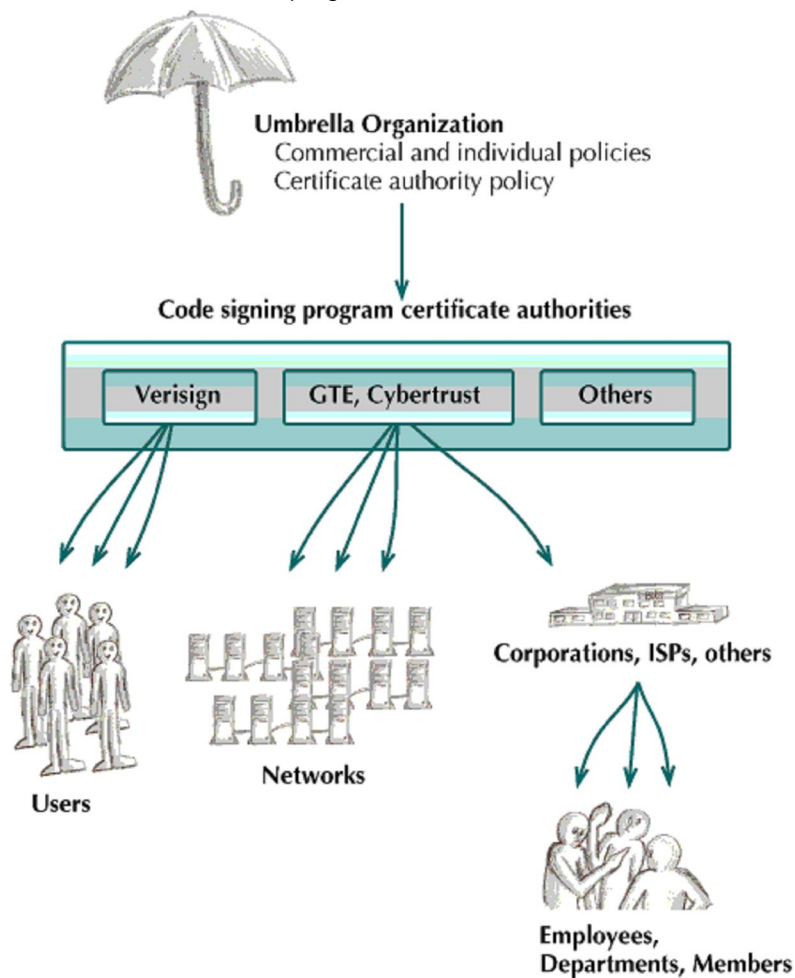 Umbrella Organization
Commercial and individual policies
Certificate authority policy
Code signing program certificate authorities
Verisign
GTE, Cybertrust
Others
Corporations, ISPs, others
Networks
Users
Employees,
Departments, Members